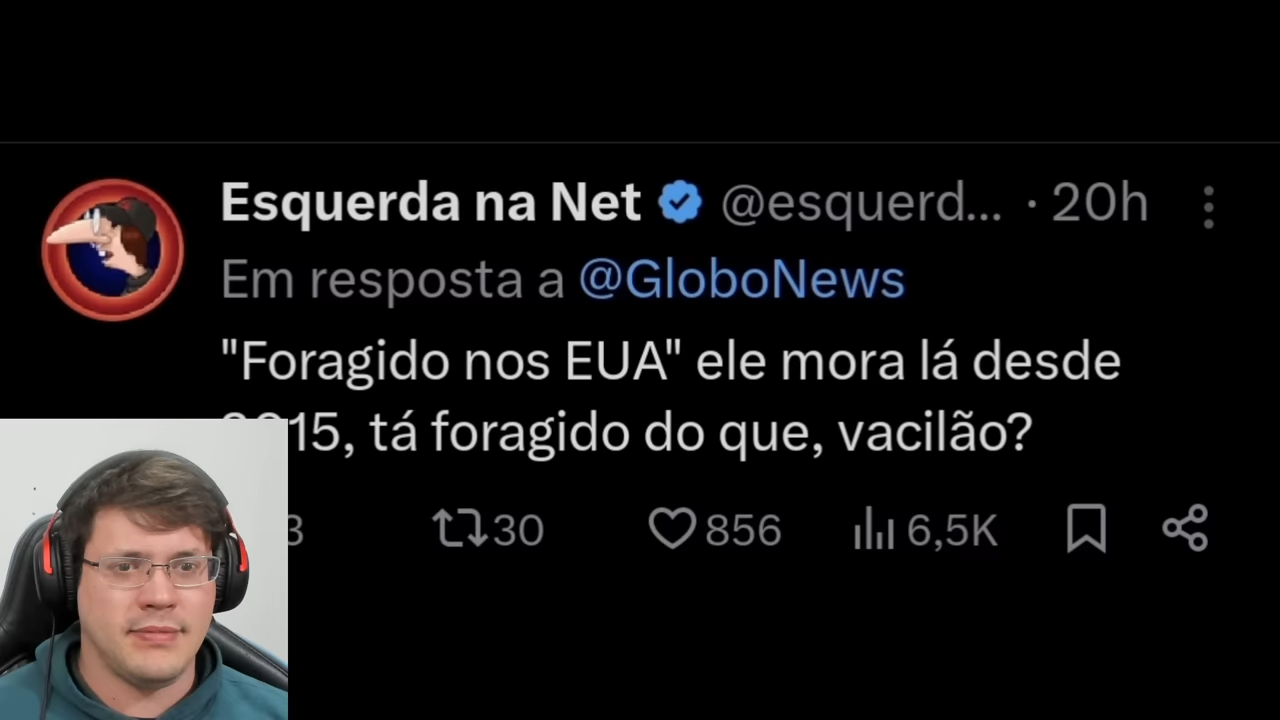 Esquerda na Net @esquerd... · 20h
Em resposta a @GloboNews
"Foragido nos EUA" ele mora lá desde
15, tá foragido do que, vacilão?
3 30 856 6,5K